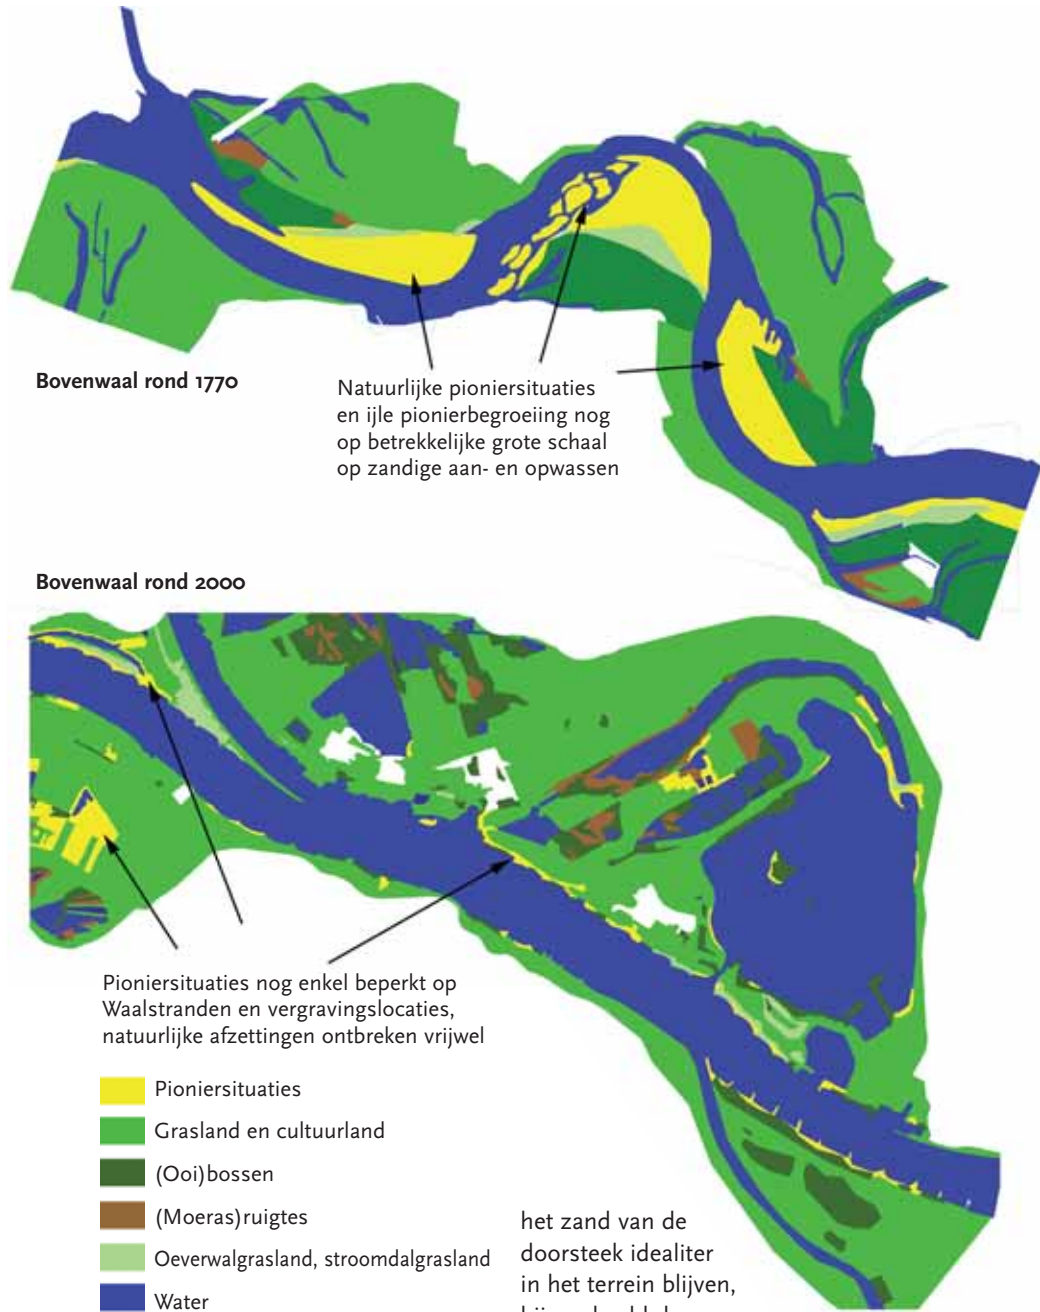 Bovenwaal rond 1770
Natuurlijke pioniersituaties
en ijle pionierbegroeiing nog
op betrekkelijke grote schaal
op zandige aan- en opwassen
Bovenwaal rond 2000
Pioniersituaties nog enkel beperkt op
Waalstranden en vergravingslocaties,
natuurlijke afzettingen ontbreken vrijwel
Pioniersituaties
Grasland en cultuurland
(Ooi)bossen
(Moeras)ruigtes
Oeverwalgrasland, stroomdalgrasland
Water
het zand van de
doorsteek idealiter
in het terrein blijven,